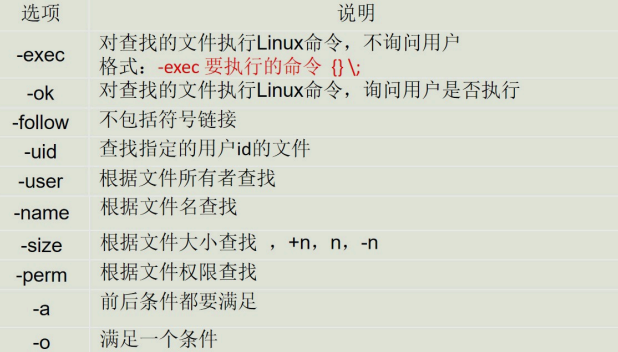 选项 说明
-exec 对查找的文件执行Linux命令，不询问用户
格式：-exec 要执行的命令 {} \;
-ok 对查找的文件执行Linux命令，询问用户是否执行
-follow 不包括符号链接
-uid 查找指定的用户id的文件
-user 根据文件所有者查找
-name 根据文件名查找
-size 根据文件大小查找 ，+n，n，-n
-perm 根据文件权限查找
-a 前后条件都要满足
-o 满足一个条件